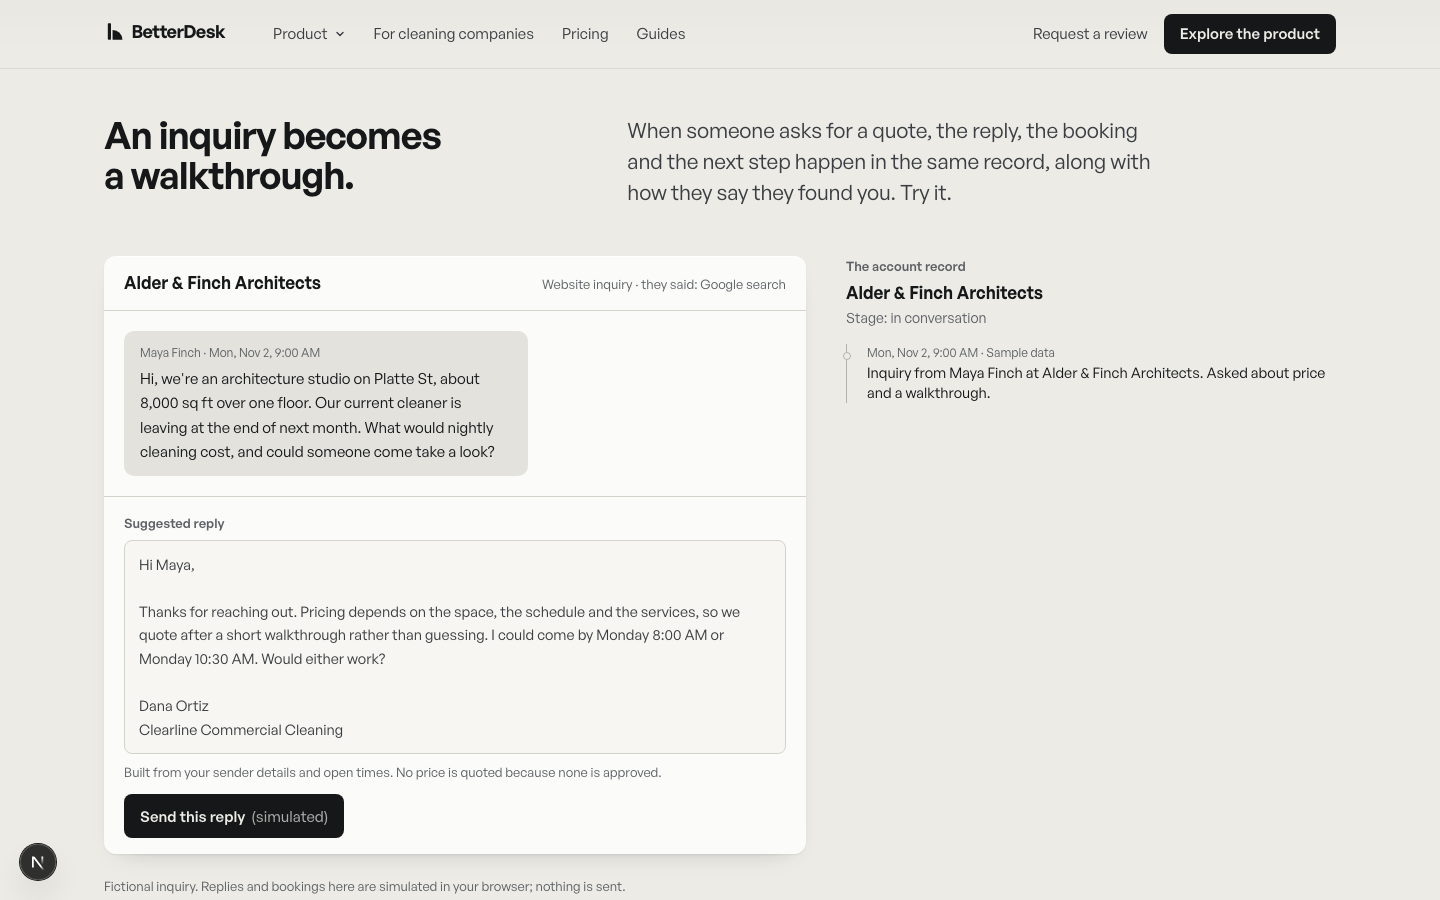 BetterDesk
Product
For cleaning companies
Pricing
Guides
Request a review
Explore the product
An inquiry becomes
a walkthrough.
When someone asks for a quote, the reply, the booking
and the next step happen in the same record, along with
how they say they found you. Try it.
Alder & Finch Architects
Website inquiry · they said: Google search
Maya Finch · Mon, Nov 2, 9:00 AM
Hi, we're an architecture studio on Platte St, about
8,000 sq ft over one floor. Our current cleaner is
leaving at the end of next month. What would nightly
cleaning cost, and could someone come take a look?
Suggested reply
Hi Maya,
Thanks for reaching out. Pricing depends on the space, the schedule and the services, so we
quote after a short walkthrough rather than guessing. I could come by Monday 8:00 AM or
Monday 10:30 AM. Would either work?
Dana Ortiz
Clearline Commercial Cleaning
Built from your sender details and open times. No price is quoted because none is approved.
Send this reply (simulated)
Fictional inquiry. Replies and bookings here are simulated in your browser; nothing is sent.
The account record
Alder & Finch Architects
Stage: in conversation
Mon, Nov 2, 9:00 AM · Sample data
Inquiry from Maya Finch at Alder & Finch Architects. Asked about price
and a walkthrough.
N